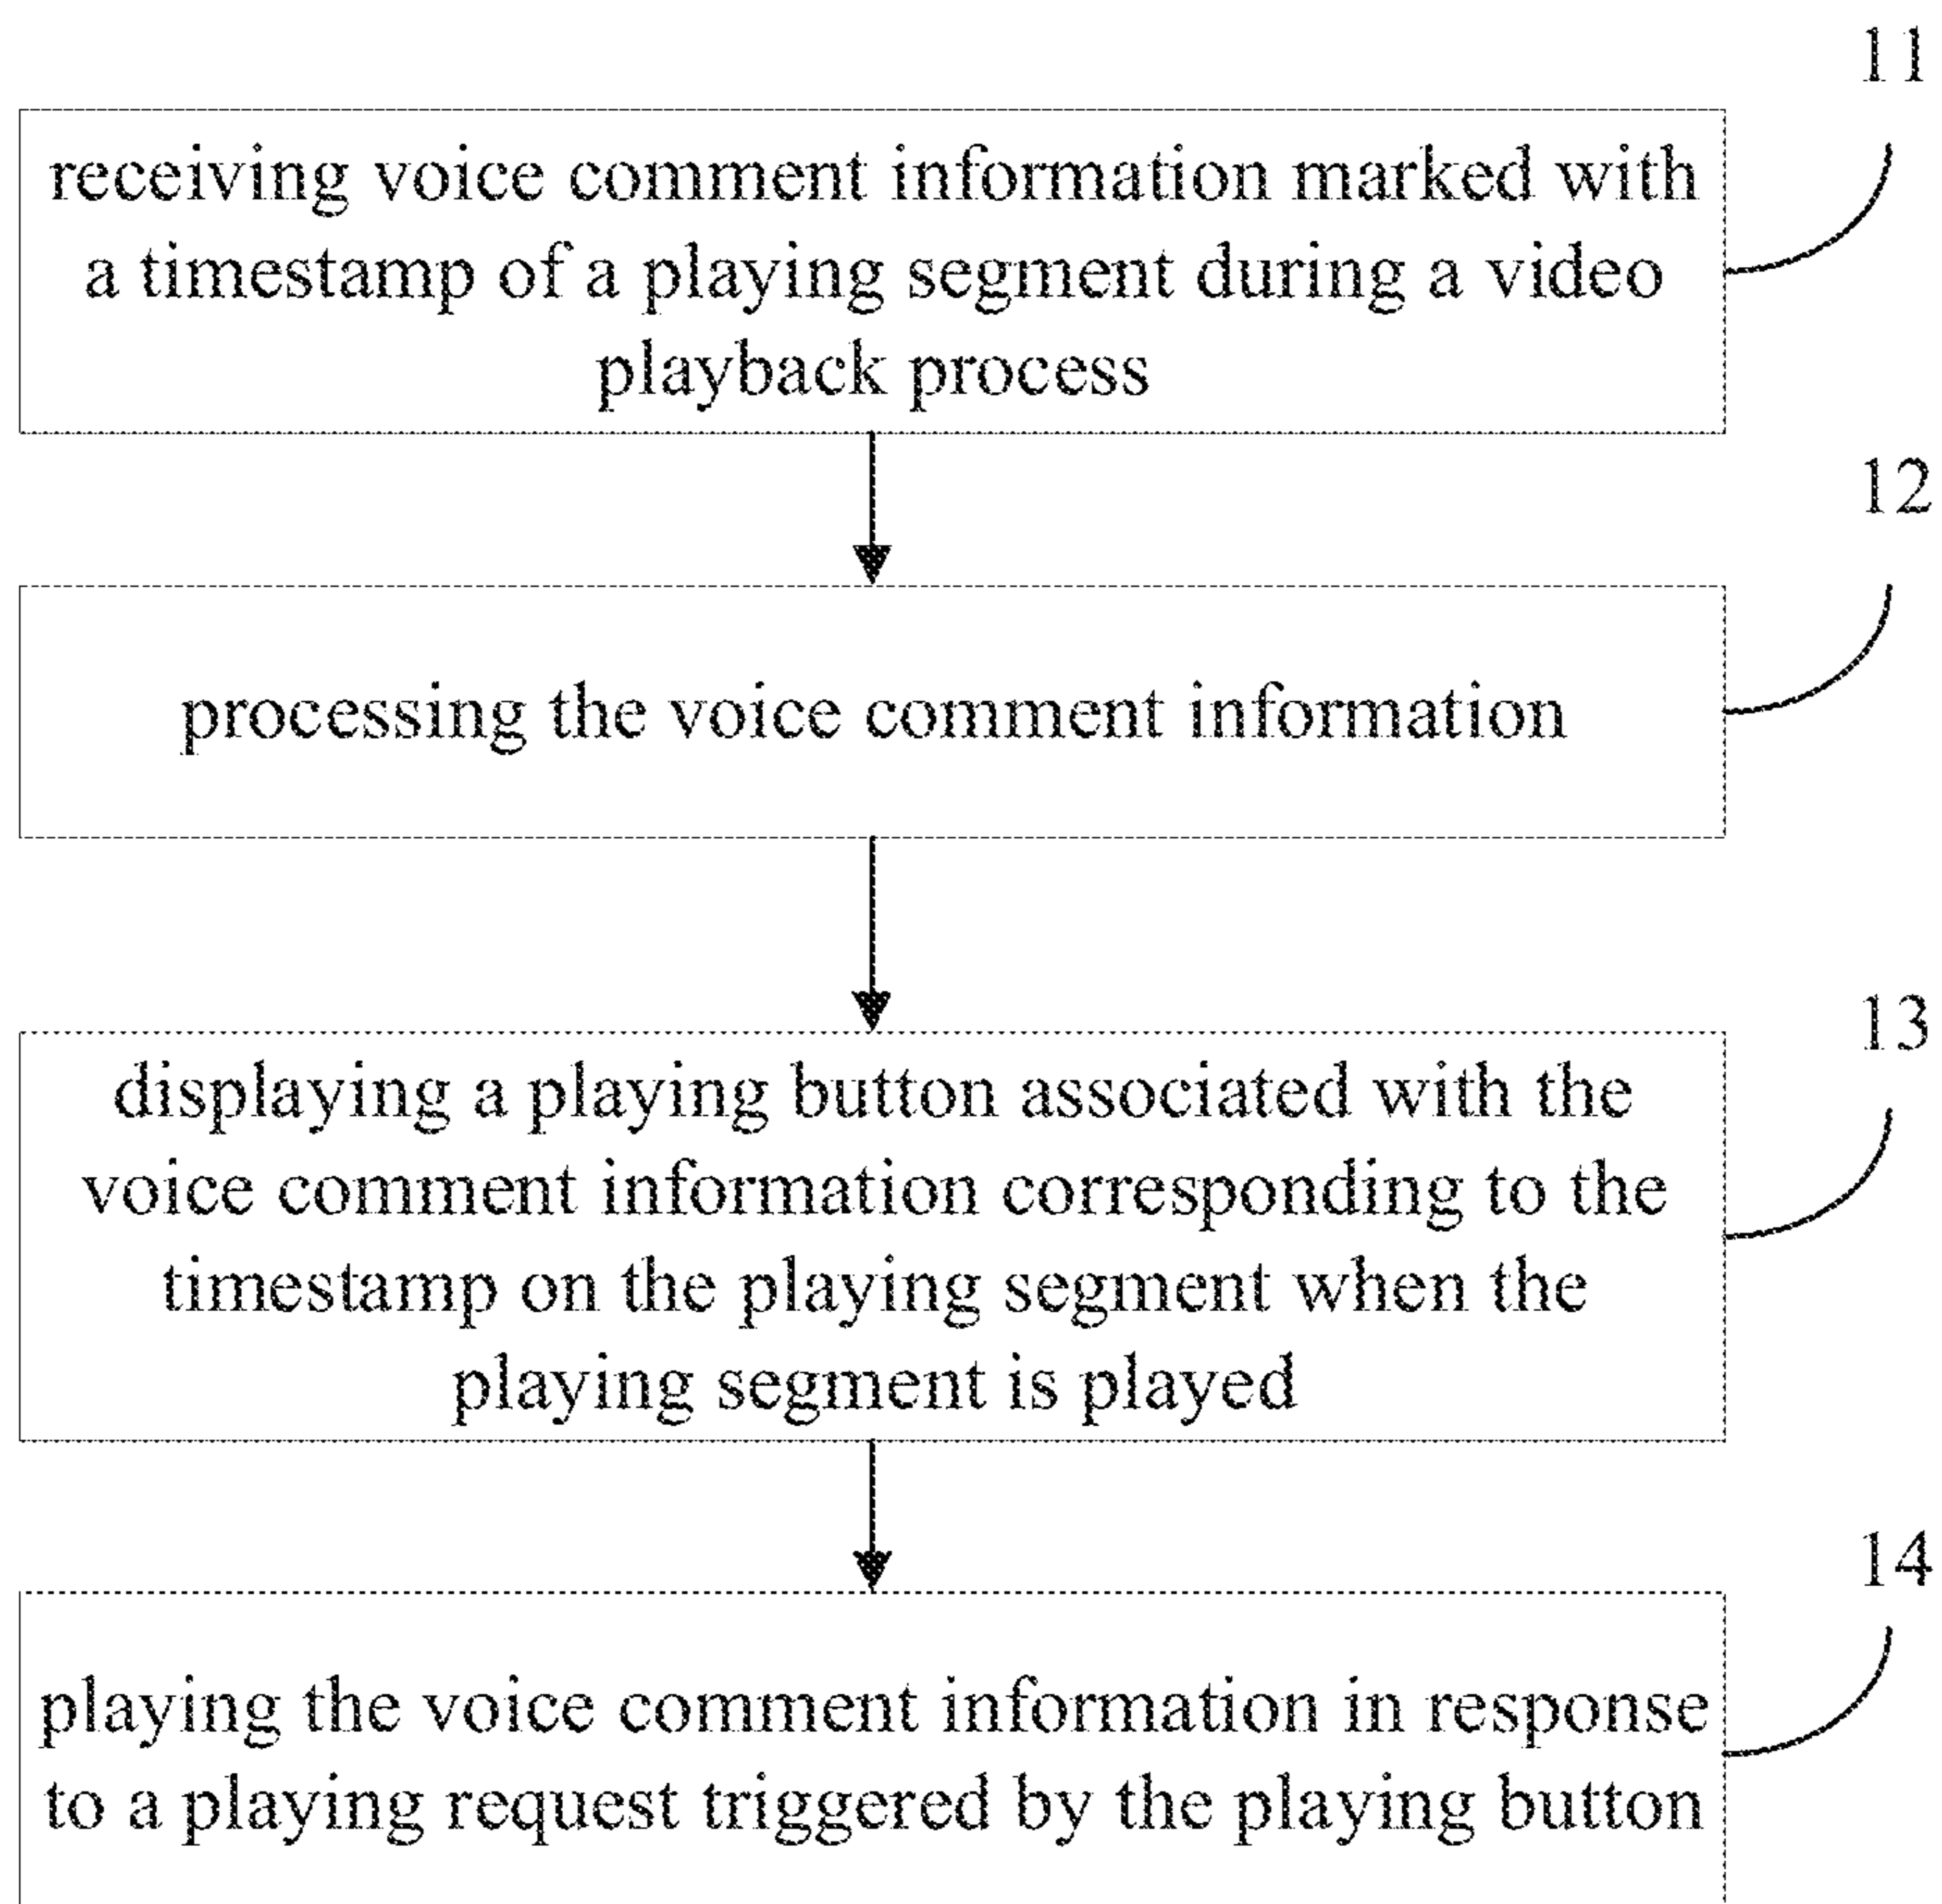 11
receiving voice comment information marked with
a timestamp of a playing segment during a video
playback process
12
processing the voice comment information
13
displaying a playing button associated with the
voice comment information corresponding to the
timestamp on the playing segment when the
playing segment is played
14
playing the voice comment information in response
to a playing request triggered by the playing button